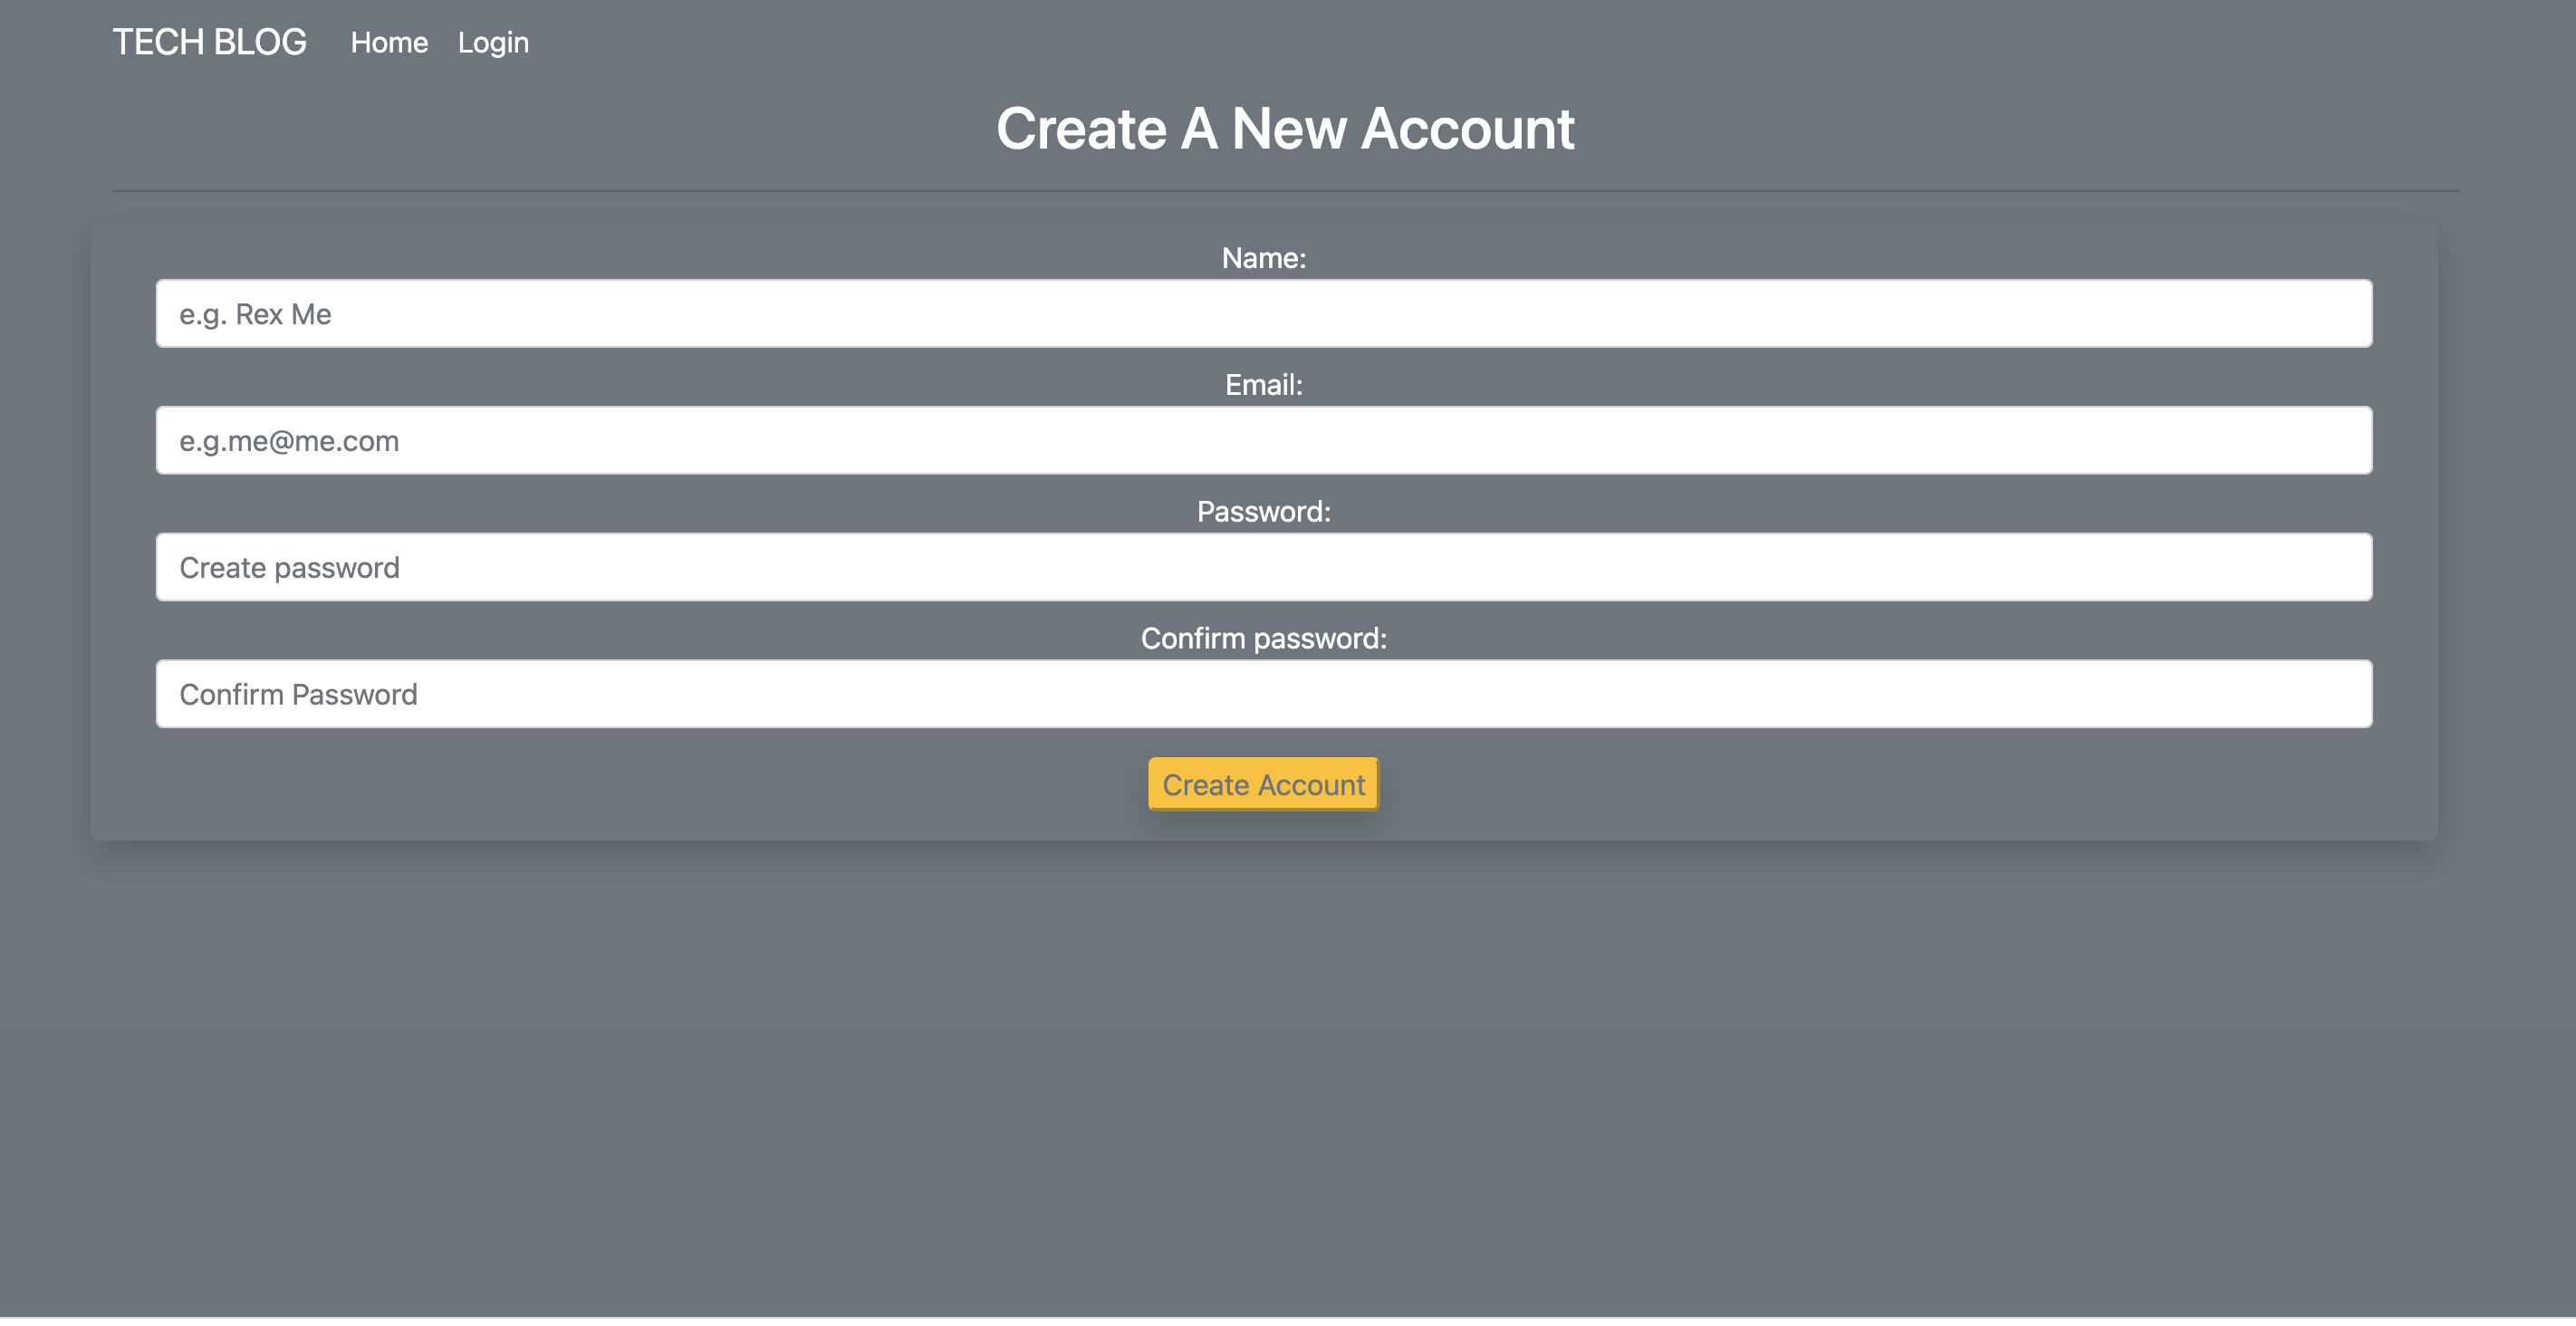 TECH BLOG Home Login
Create A New Account
Name:
e.g. Rex Me
Email:
e.g.me@me.com
Password:
Create password
Confirm password:
Confirm Password
Create Account